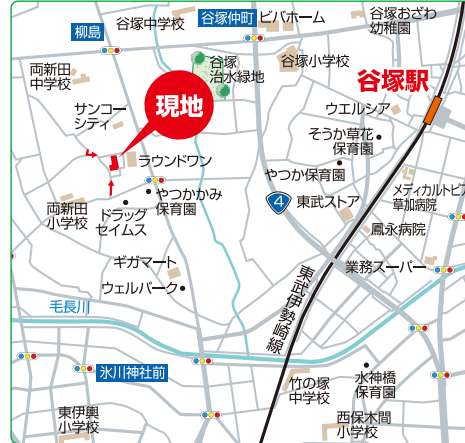 谷塚中学校
谷塚仲町
ビバホーム
谷塚おざわ
幼稚園
柳島
両新田
中学校
谷塚
治水緑地
谷塚小学校
谷塚駅
サンコー
シティ
現地
ウエルシア
そうか草花
保育園
ラウンドワン
やつか保育園
メディカルトピア
草加病院
両新田
小学校
やつかかみ
保育園
ドラッグ
セイムス
4
東武ストア
鳳永病院
ギガマート
業務スーパー
ウェルパーク
東武伊勢崎線
毛長川
氷川神社前
竹の塚
中学校
水神橋
保育園
東伊興
小学校
西保木間
小学校